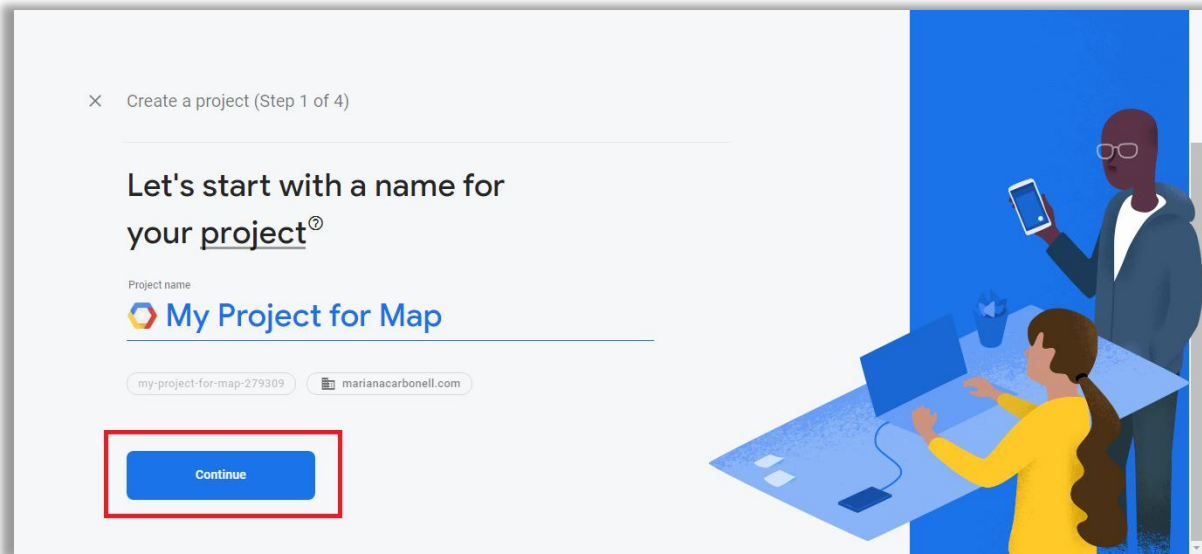 Create a project (Step 1 of 4)
Let's start with a name for
your project
Project name
My Project for Map
my-project-for-map-279309
marianacarbonell.com
Continue